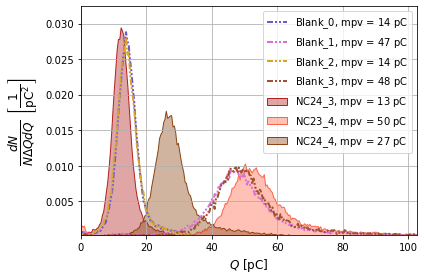 0.030
0.025
0.020
0.015
0.010
0.005
0 20 40 60 80 100
Q [pC]
dN / NΔQdQ [1 / pC²]
Blank_0, mpv = 14 pC
Blank_1, mpv = 47 pC
Blank_2, mpv = 14 pC
Blank_3, mpv = 48 pC
NC24_3, mpv = 13 pC
NC23_4, mpv = 50 pC
NC24_4, mpv = 27 pC